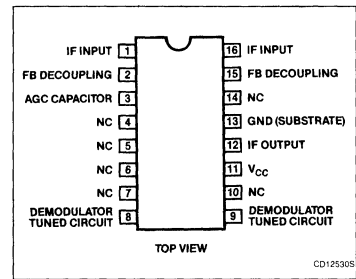 IF INPUT 1 16 IF INPUT
FB DECOUPLING 2 15 FB DECOUPLING
AGC CAPACITOR 3 14 NC
NC 4 13 GND (SUBSTRATE)
NC 5 12 IF OUTPUT
NC 6 11 VCC
NC 7 10 NC
DEMODULATOR TUNED CIRCUIT 8 9 DEMODULATOR TUNED CIRCUIT
TOP VIEW
CD12530S